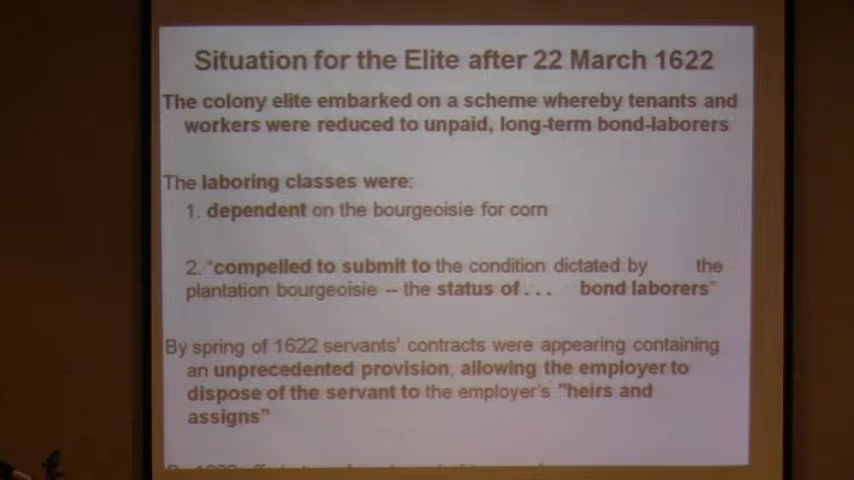 Situation for the Elite after 22 March 1622
The colony elite embarked on a scheme whereby tenants and
workers were reduced to unpaid, long-term bond-laborers
The laboring classes were:
1. dependent on the bourgeoisie for corn
2. "compelled to submit to the condition dictated by the
plantation bourgeoisie – the status of . . . bond laborers"
By spring of 1622 servants' contracts were appearing containing
an unprecedented provision, allowing the employer to
dispose of the servant to the employer's "heirs and
assigns"